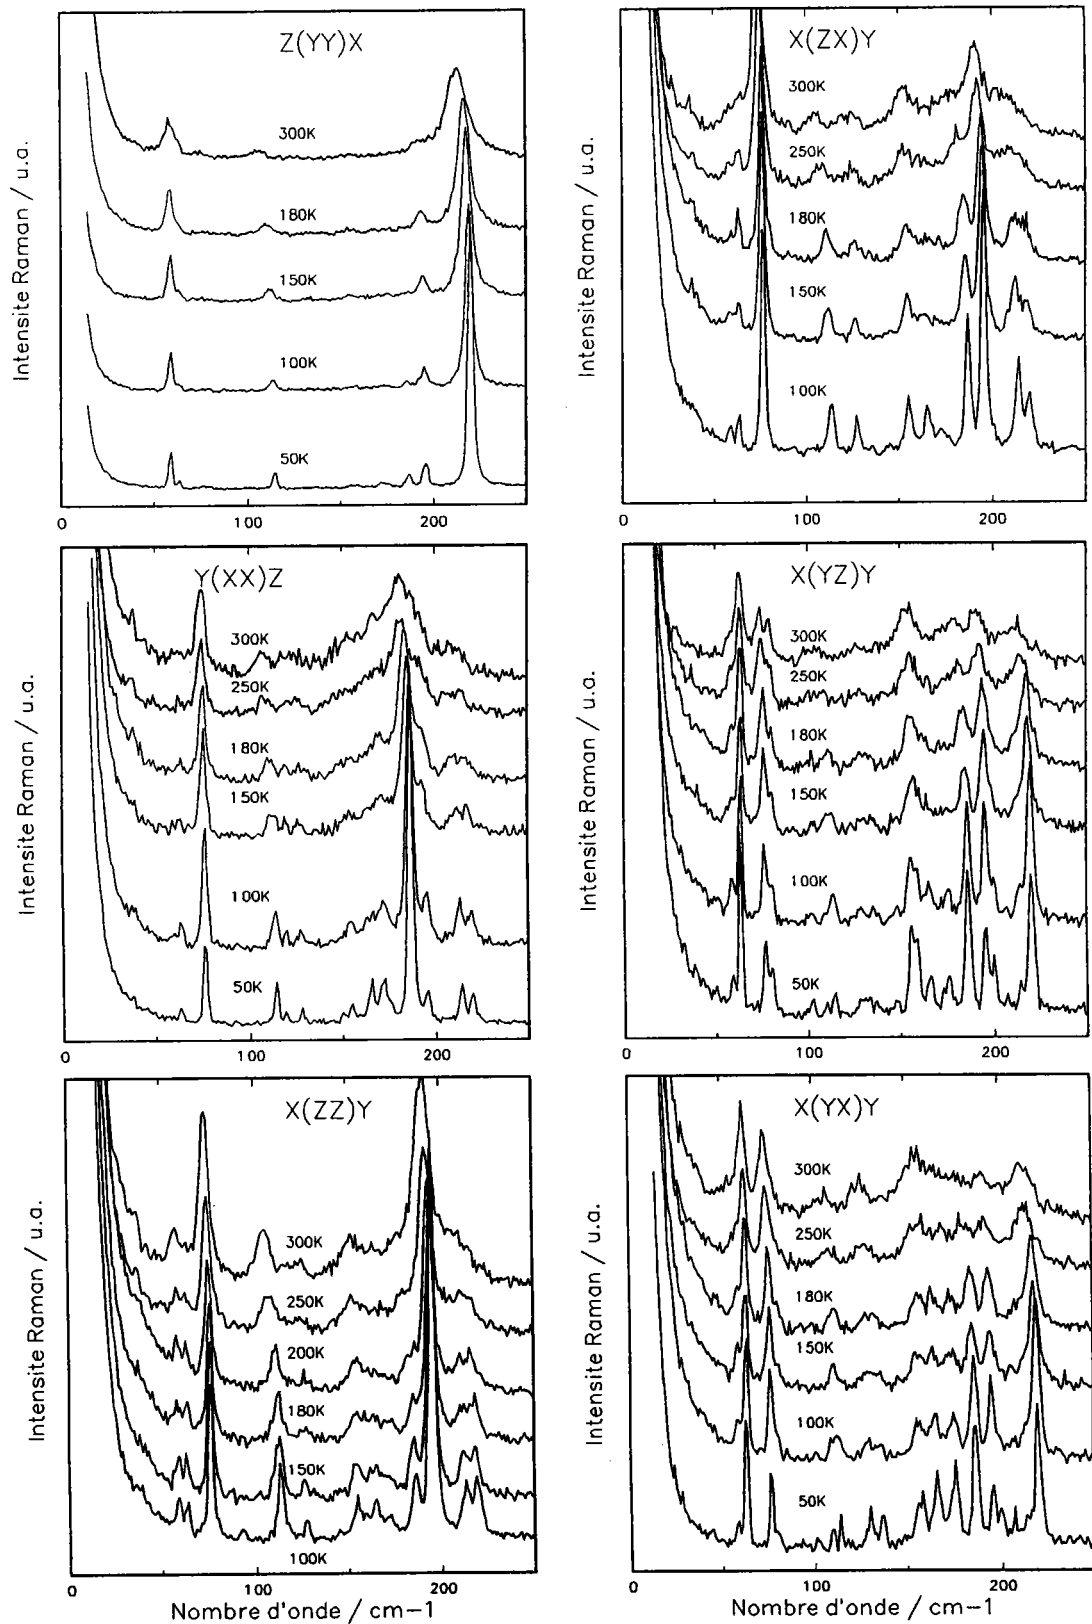 Z(YY)X
300K
180K
150K
100K
50K
Intensite Raman / u.a.
0
100
200
X(ZX)Y
300K
250K
180K
150K
100K
Intensite Raman / u.a.
0
100
200
Y(XX)Z
300K
250K
180K
150K
100K
50K
Intensite Raman / u.a.
0
100
200
X(YZ)Y
300K
250K
180K
150K
100K
50K
Intensite Raman / u.a.
0
100
200
X(ZZ)Y
300K
250K
200K
180K
150K
100K
Intensite Raman / u.a.
0
100
200
Nombre d'onde / cm-1
X(YX)Y
300K
250K
180K
150K
100K
50K
Intensite Raman / u.a.
0
100
200
Nombre d'onde / cm-1